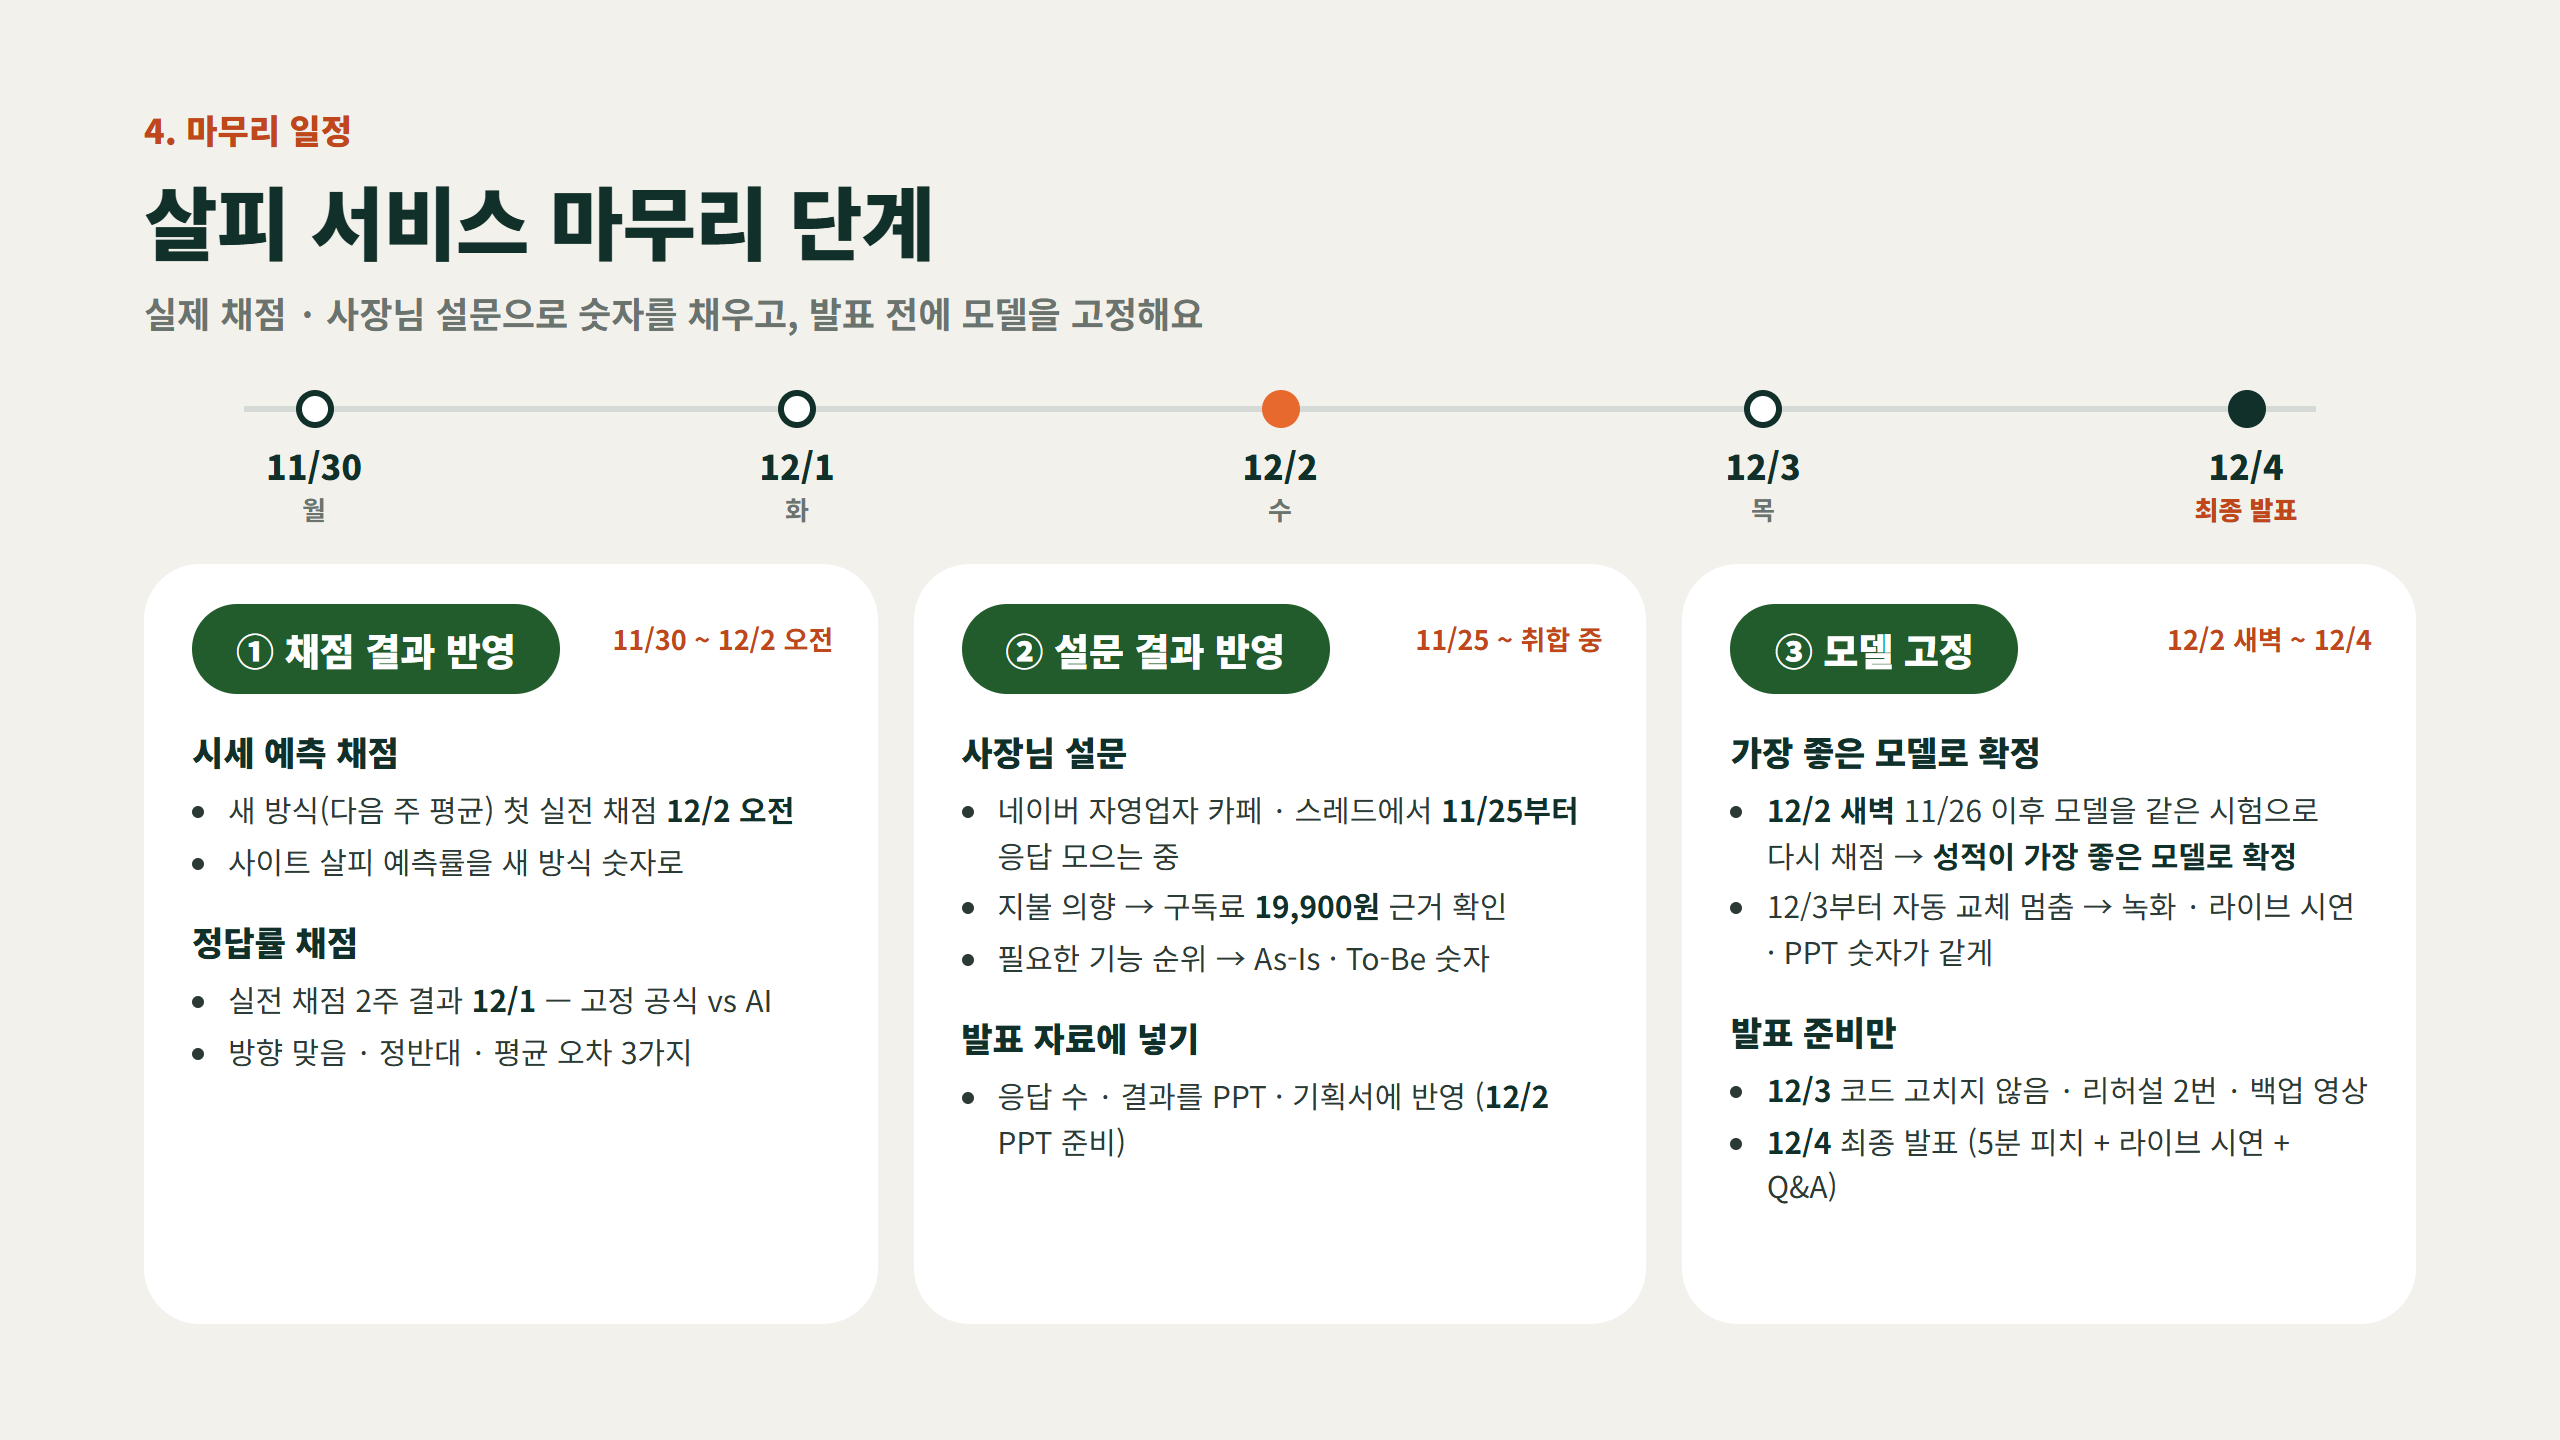 4. 마무리 일정
살피 서비스 마무리 단계
실제 채점 · 사장님 설문으로 숫자를 채우고, 발표 전에 모델을 고정해요
11/30
월
12/1
화
12/2
수
12/3
목
12/4
최종 발표
① 채점 결과 반영
11/30 ~ 12/2 오전
시세 예측 채점
• 새 방식(다음 주 평균) 첫 실전 채점 12/2 오전
• 사이트 살피 예측률을 새 방식 숫자로
정답률 채점
• 실전 채점 2주 결과 12/1 — 고정 공식 vs AI
• 방향 맞음 · 정반대 · 평균 오차 3가지
② 설문 결과 반영
11/25 ~ 취합 중
사장님 설문
• 네이버 자영업자 카페 · 스레드에서 11/25부터
응답 모으는 중
• 지불 의향 → 구독료 19,900원 근거 확인
• 필요한 기능 순위 → As-Is · To-Be 숫자
발표 자료에 넣기
• 응답 수 · 결과를 PPT · 기획서에 반영 (12/2
PPT 준비)
③ 모델 고정
12/2 새벽 ~ 12/4
가장 좋은 모델로 확정
• 12/2 새벽 11/26 이후 모델을 같은 시험으로
다시 채점 → 성적이 가장 좋은 모델로 확정
• 12/3부터 자동 교체 멈춤 → 녹화 · 라이브 시연
· PPT 숫자가 같게
발표 준비만
• 12/3 코드 고치지 않음 · 리허설 2번 · 백업 영상
• 12/4 최종 발표 (5분 피치 + 라이브 시연 +
Q&A)